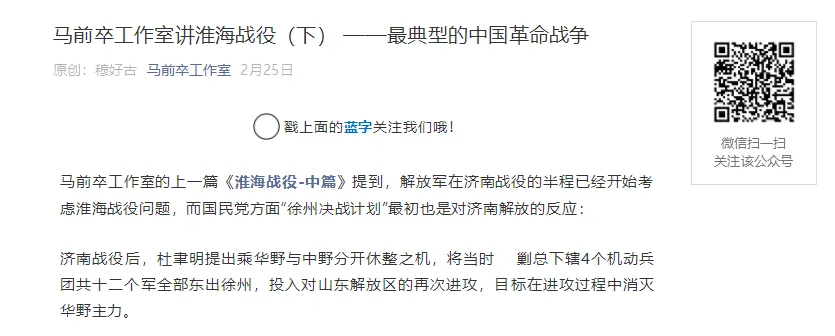 马前卒工作室讲淮海战役（下） ——最典型的中国革命战争
原创：穆好古 马前卒工作室 2月25日
戳上面的蓝字关注我们哦！
马前卒工作室的上一篇《淮海战役-中篇》提到，解放军在济南战役的半程已经开始考
虑淮海战役问题，而国民党方面“徐州决战计划”最初也是对济南解放的反应：
济南战役后，杜聿明提出乘华野与中野分开休整之机，将当时 剿总下辖4个机动兵
团共十二个军全部东出徐州，投入对山东解放区的再次进攻，目标在进攻过程中消灭
华野主力。
微信扫一扫
关注该公众号